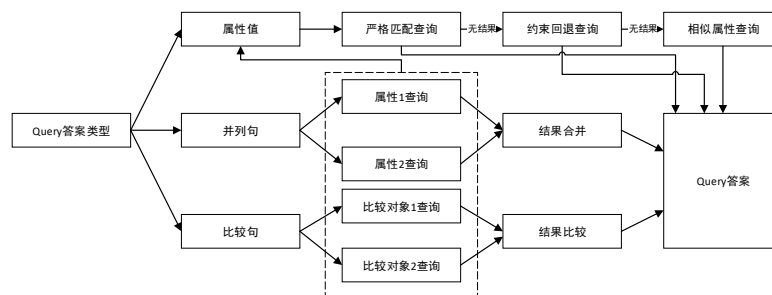 属性值
严格匹配查询
无结果
约束回退查询
无结果
相似属性查询
属性1查询
Query答案类型
并列句
结果合并
属性2查询
Query答案
比较对象1查询
比较句
结果比较
比较对象2查询